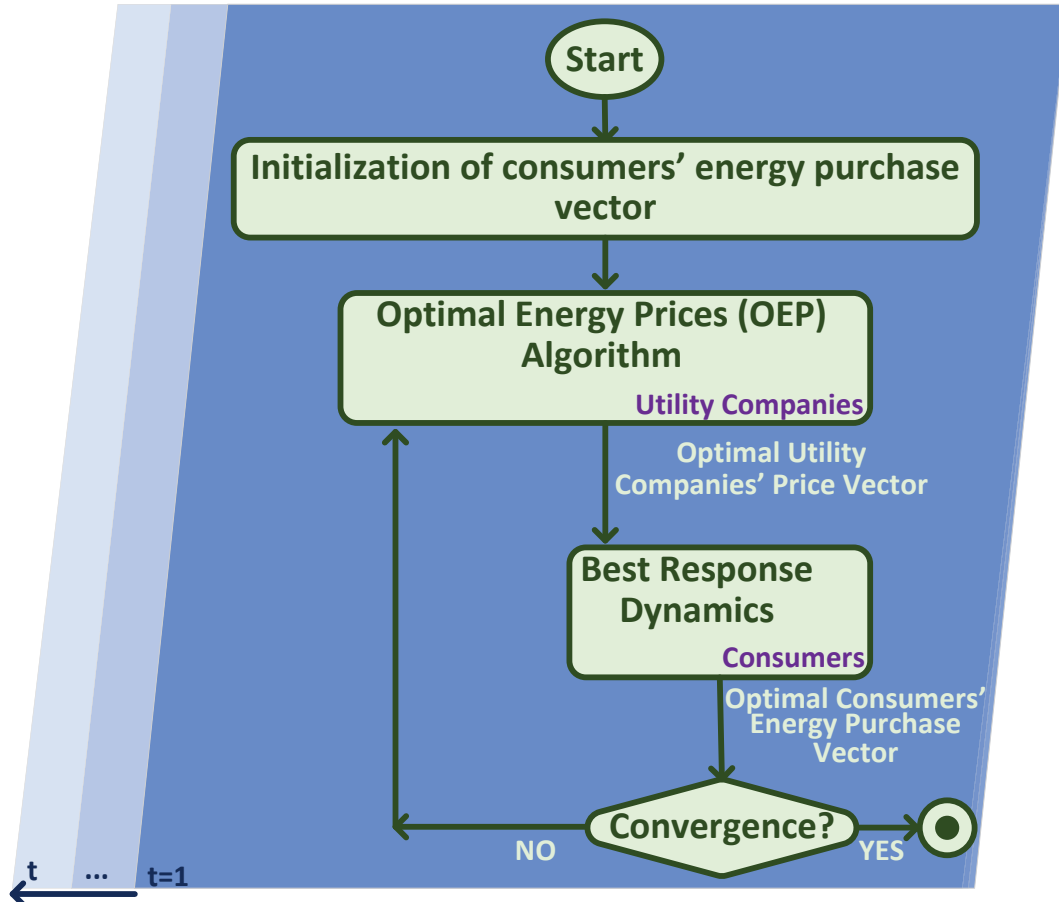 Start
Initialization of consumers’ energy purchase
vector
Optimal Energy Prices (OEP)
Algorithm
Utility Companies
Optimal Utility
Companies’ Price Vector
Best Response
Dynamics
Consumers
Optimal Consumers’
Energy Purchase
Vector
Convergence?
NO
YES
t ... t=1